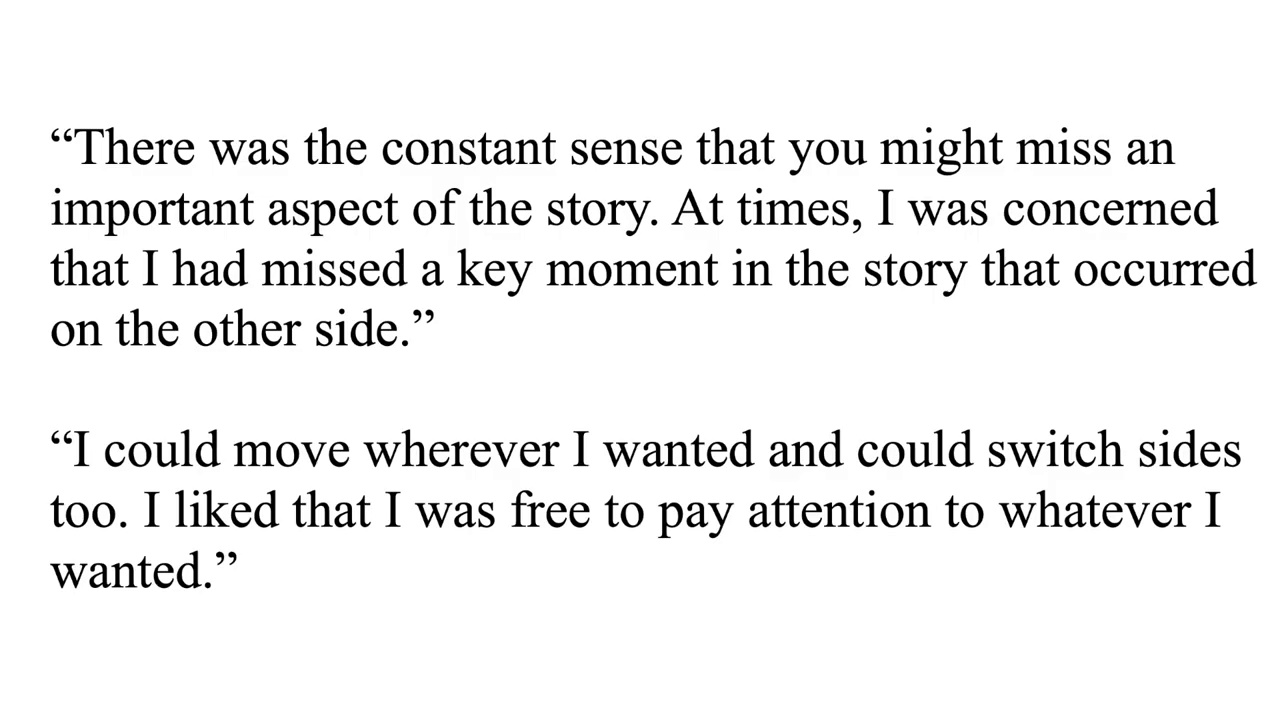 “There was the constant sense that you might miss an
important aspect of the story. At times, I was concerned
that I had missed a key moment in the story that occurred
on the other side.”
“I could move wherever I wanted and could switch sides
too. I liked that I was free to pay attention to whatever I
wanted.”